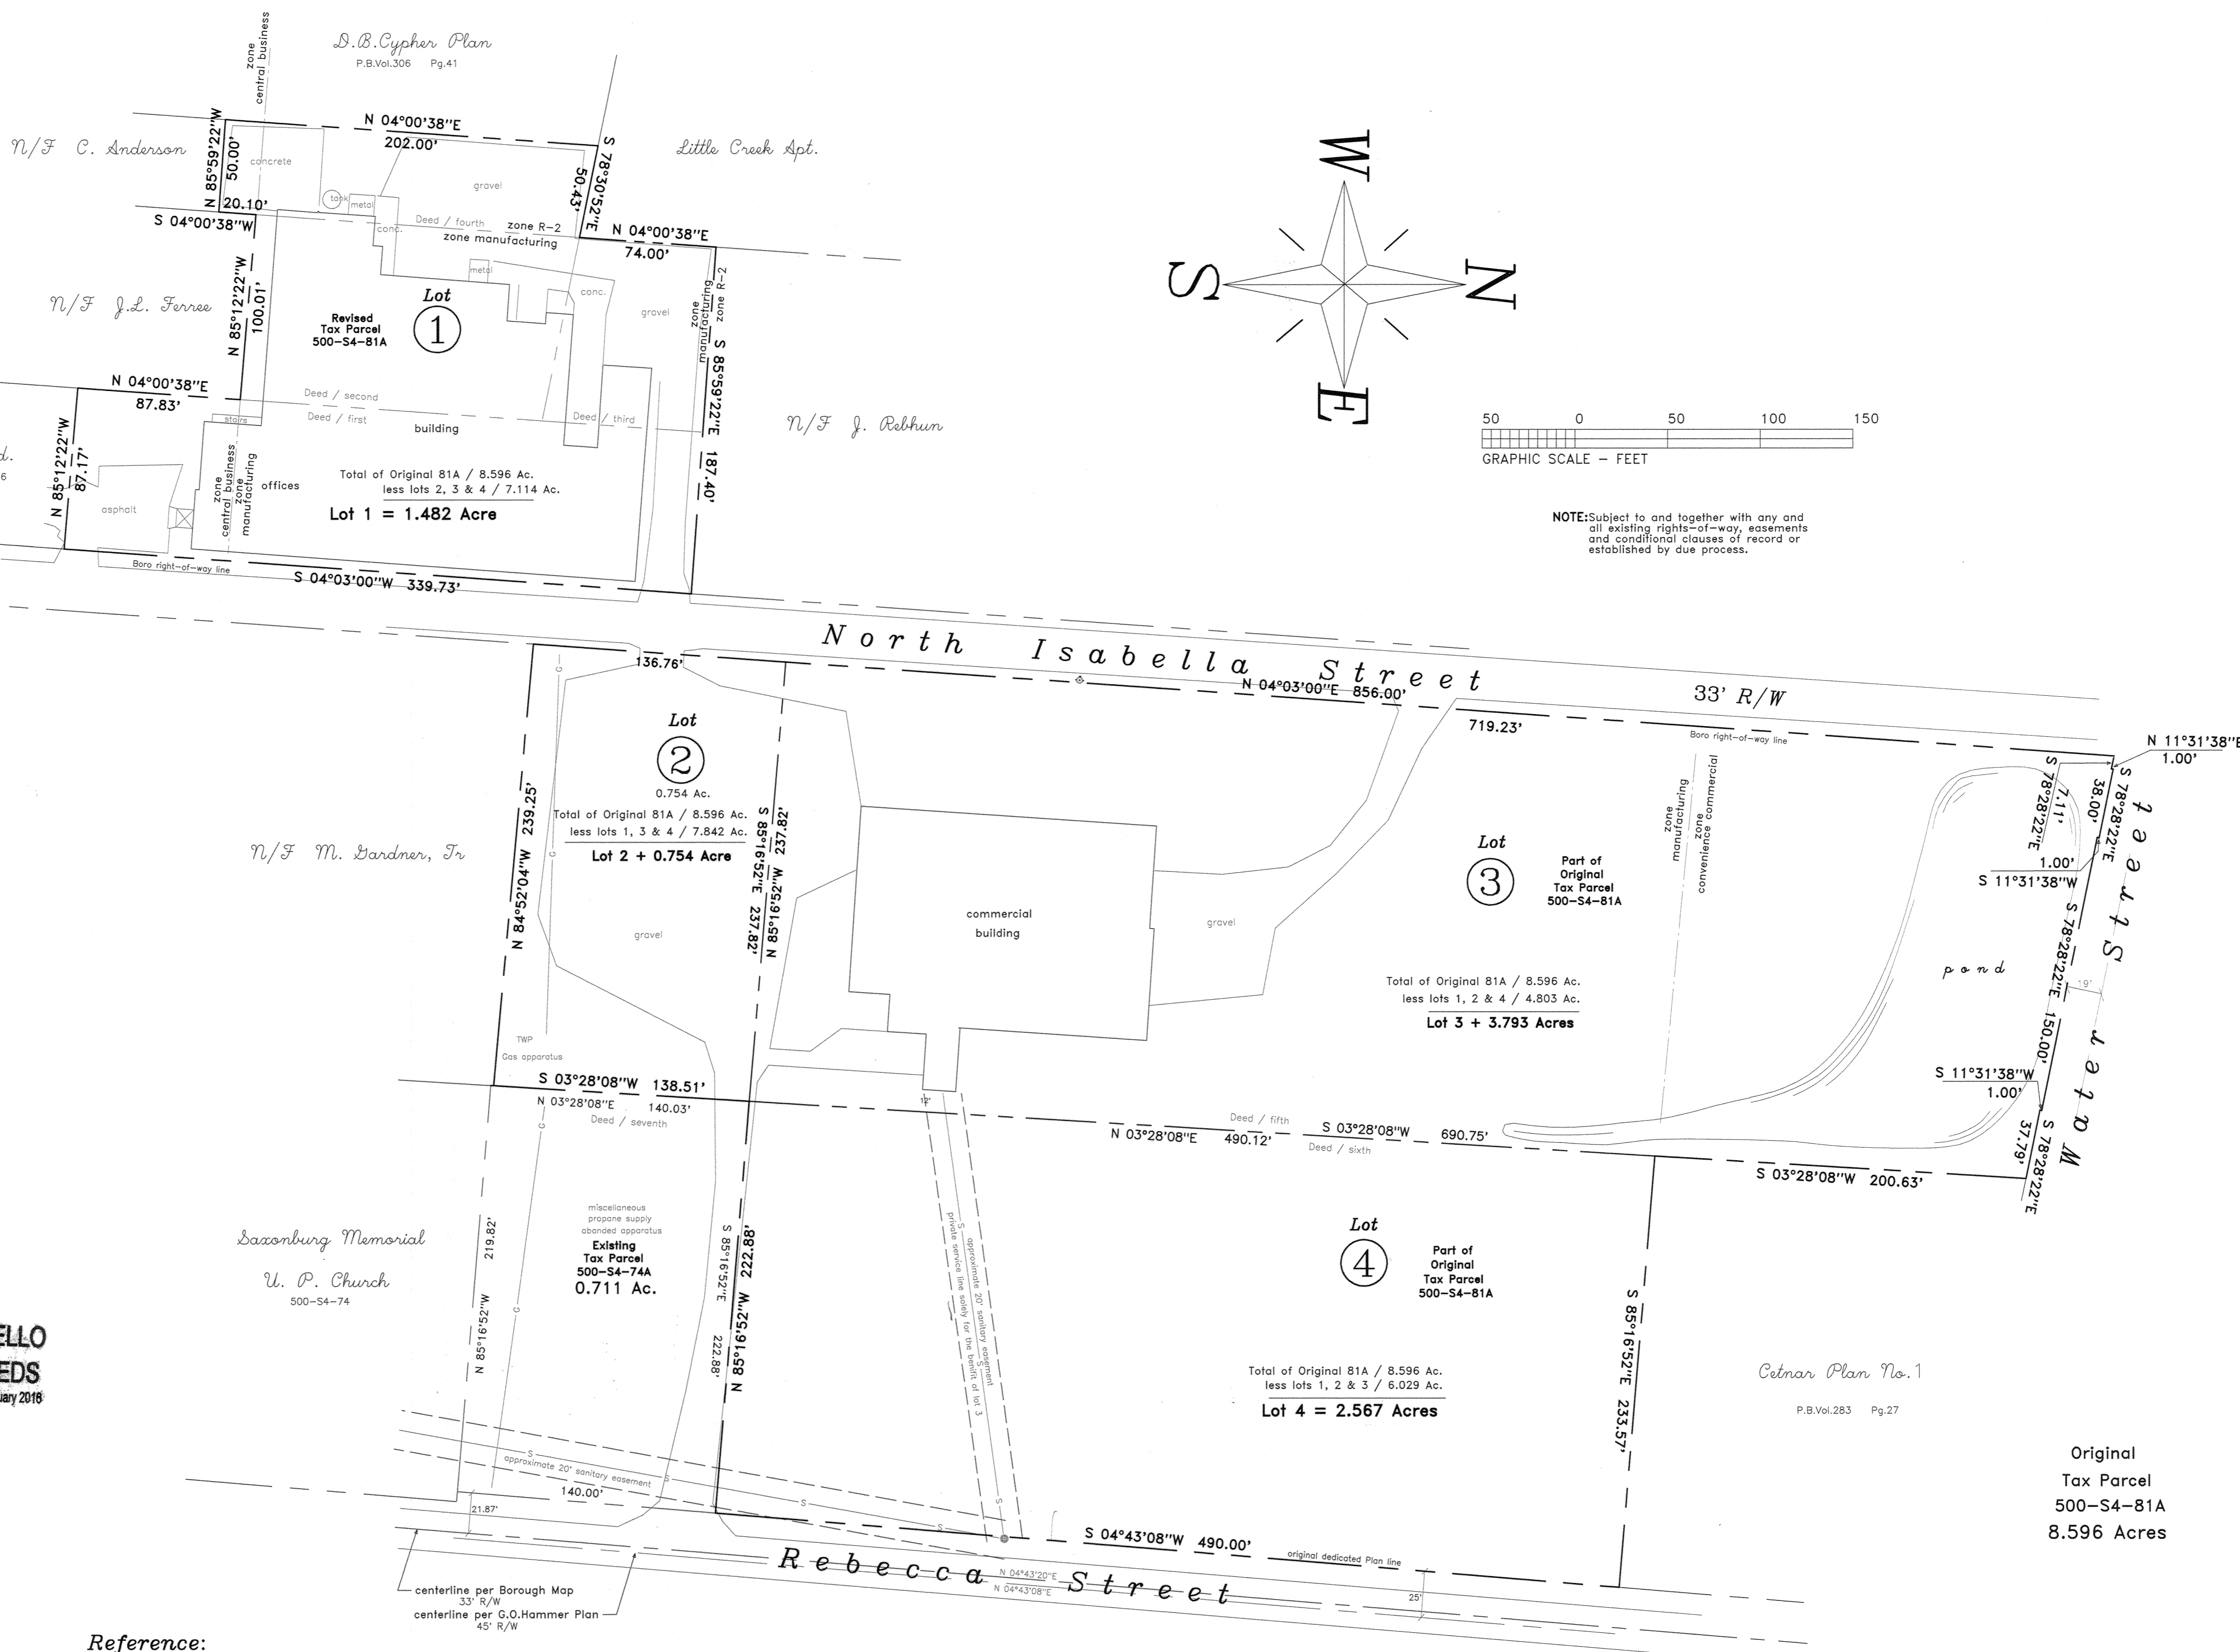 zone
central business
D.B.Cypher Plan
P.B.Vol.306 Pg.41
N/F C. Anderson
N 85°59'22"W
50.00'
N 04°00'38"E
202.00'
S 78°30'52"E
50.43'
Little Creek Apt.
concrete
gravel
tank
metal
20.10'
S 04°00'38"W
conc.
Deed / fourth
zone R-2
zone manufacturing
N 04°00'38"E
74.00'
N/F J.L. Ferree
N 85°12'22"W
100.01'
metal
conc.
gravel
zone
manufacturing
zone R-2
Lot
1
Revised
Tax Parcel
500-S4-81A
S 85°59'22"E 187.40'
N 04°00'38"E
87.83'
Deed / second
Deed / first
Deed / third
stairs
building
N/F J. Rebhun
d.
6
N 85°12'22"W
87.17'
asphalt
zone
central business
zone
manufacturing
offices
Total of Original 81A / 8.596 Ac.
less lots 2, 3 & 4 / 7.114 Ac.
Lot 1 = 1.482 Acre
Boro right-of-way line
S 04°03'00"W 339.73'
W
S
N
E
50 0 50 100 150
GRAPHIC SCALE - FEET
NOTE:Subject to and together with any and
all existing rights-of-way, easements
and conditional clauses of record or
established by due process.
North Isabella Street
33' R/W
136.76'
N 04°03'00"E 856.00'
719.23'
Boro right-of-way line
N 11°31'38"E
1.00'
G
Lot
2
0.754 Ac.
Total of Original 81A / 8.596 Ac.
less lots 1, 3 & 4 / 7.842 Ac.
Lot 2 + 0.754 Acre
N 84°52'04"W 239.25'
G
S 85°16'52"E 237.82'
N 85°16'52"W 237.82'
N/F M. Gardner, Tr
gravel
commercial
building
gravel
Lot
3
Part of
Original
Tax Parcel
500-S4-81A
zone
manufacturing
zone
convenience commercial
Total of Original 81A / 8.596 Ac.
less lots 1, 2 & 4 / 4.803 Ac.
Lot 3 + 3.793 Acres
pond
S 78°28'22"E
7.11'
38.00'
S 78°28'22"E
1.00'
S 11°31'38"W
S 78°28'22"E 150.00'
19'
Water Street
S 11°31'38"W
1.00'
37.79'
S 78°28'22"E
TWP
Gas apparatus
S 03°28'08"W 138.51'
N 03°28'08"E 140.03'
Deed / seventh
G
12'
Deed / fifth
N 03°28'08"E 490.12'
S 03°28'08"W 690.75'
Deed / sixth
S 03°28'08"W 200.63'
Saxonburg Memorial
U. P. Church
500-S4-74
N 85°16'52"W 219.82'
G
miscellaneous
propane supply
abanded apparatus
Existing
Tax Parcel
500-S4-74A
0.711 Ac.
S 85°16'52"E 222.88'
N 85°16'52"W 222.88'
S
approximate 20' sanitary easement
private service line solely for the benifit of lot 3
S
S
Lot
4
Part of
Original
Tax Parcel
500-S4-81A
Total of Original 81A / 8.596 Ac.
less lots 1, 2 & 3 / 6.029 Ac.
Lot 4 = 2.567 Acres
S 85°16'52"E 233.57'
Cetnar Plan No.1
P.B.Vol.283 Pg.27
Original
Tax Parcel
500-S4-81A
8.596 Acres
ELLO
EDS
uary 2018
S
approximate 20' sanitary easement
S
S
S
140.00'
21.87'
S 04°43'08"W 490.00'
original dedicated Plan line
Rebecca Street
N 04°43'20"E
N 04°43'08"E
25'
centerline per Borough Map
33' R/W
centerline per G.O.Hammer Plan
45' R/W
Reference: